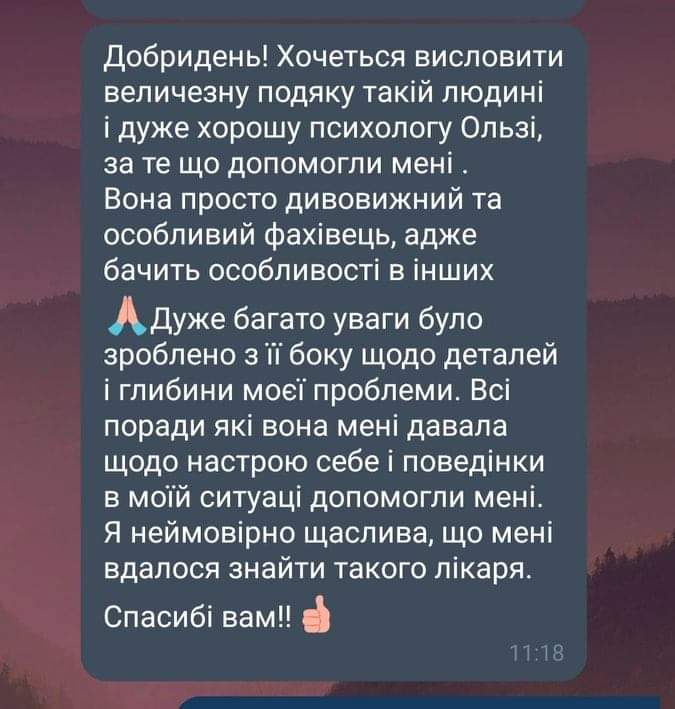 Добридень! Хочеться висловити
величезну подяку такій людині
і дуже хорошу психологу Ользі,
за те що допомогли мені .
Вона просто дивовижний та
особливий фахівець, адже
бачить особливості в інших
🙏Дуже багато уваги було
зроблено з її боку щодо деталей
і глибини моєї проблеми. Всі
поради які вона мені давала
щодо настрою себе і поведінки
в моїй ситуаці допомогли мені.
Я неймовірно щаслива, що мені
вдалося знайти такого лікаря.
Спасибі вам!! 👍
11:18